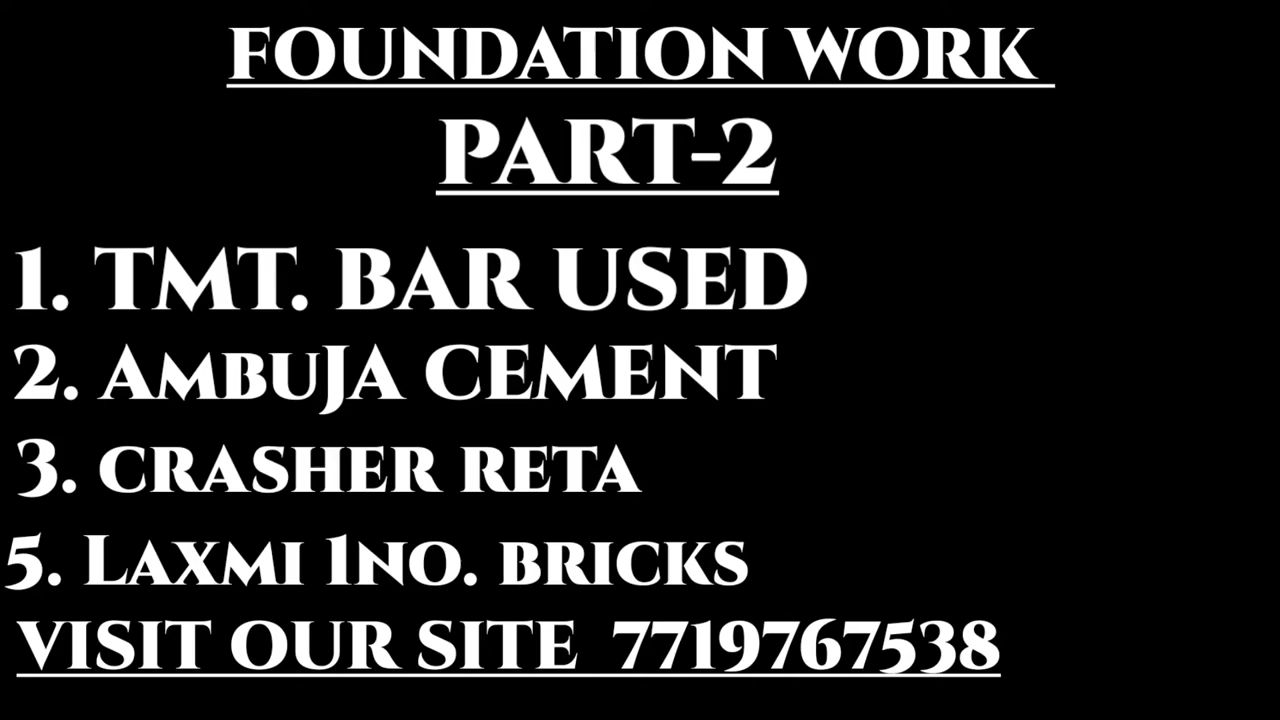 FOUNDATION WORK
PART-2
1. TMT. BAR USED
2. AMBUJA CEMENT
3. CRASHER RETA
5. LAXMI 1NO. BRICKS
VISIT OUR SITE 7719767538